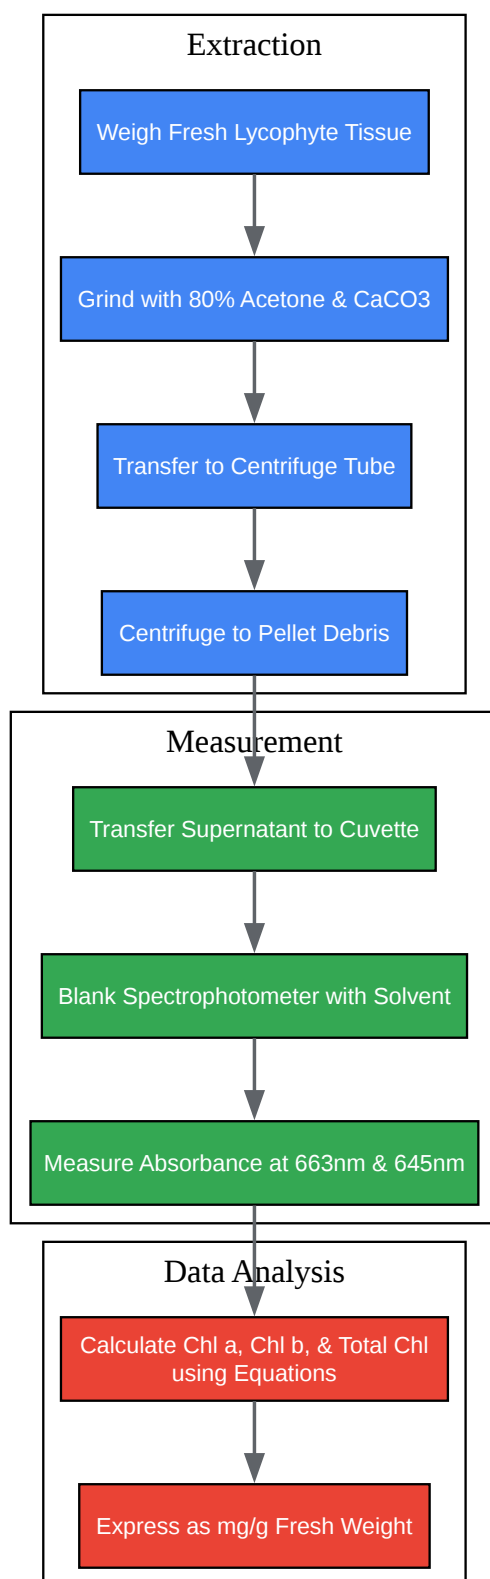 Extraction
Weigh Fresh Lycophyte Tissue
Grind with 80% Acetone & CaCO3
Transfer to Centrifuge Tube
Centrifuge to Pellet Debris
Measurement
Transfer Supernatant to Cuvette
Blank Spectrophotometer with Solvent
Measure Absorbance at 663nm & 645nm
Data Analysis
Calculate Chl a, Chl b, & Total Chl
using Equations
Express as mg/g Fresh Weight